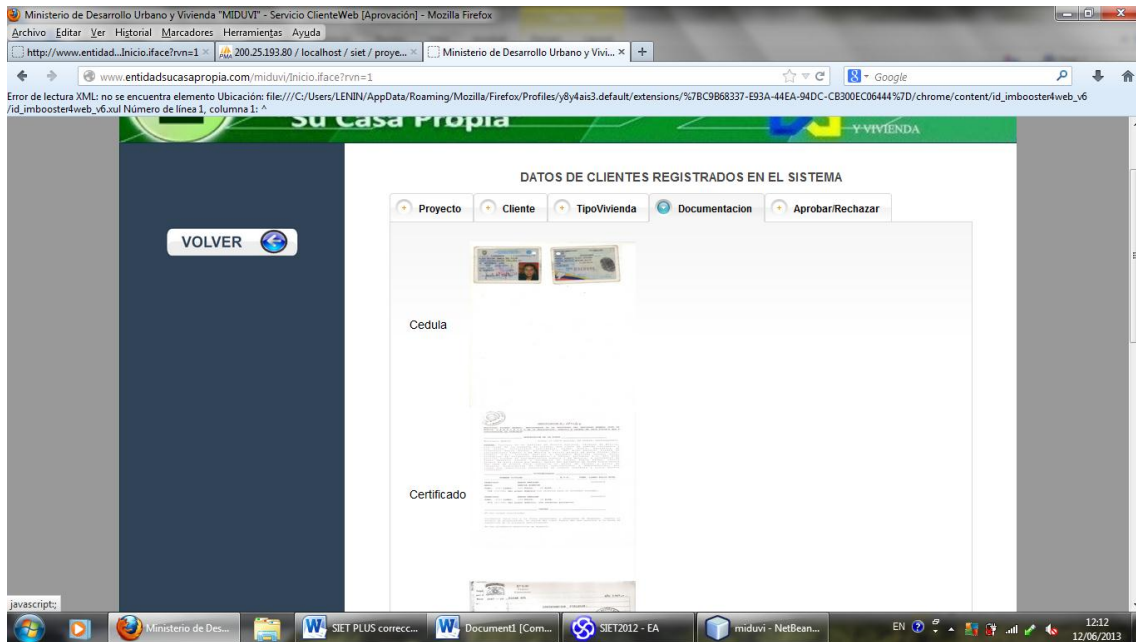 Ministerio de Desarrollo Urbano y Vivienda "MIDUVI" - Servicio ClienteWeb [Aprovación] - Mozilla Firefox
Archivo Editar Ver Historial Marcadores Herramientas Ayuda
http://www.entidad...Inicio.iface?rvn=1 200.25.193.80 / localhost / siet / proye... Ministerio de Desarrollo Urbano y Vivi...
www.entidadsucasapropia.com/miduvi/Inicio.iface?rvn=1 Google
Error de lectura XML: no se encuentra elemento Ubicación: file:///C:/Users/LENIN/AppData/Roaming/Mozilla/Firefox/Profiles/y8y4ais3.default/extensions/%7BC9B68337-E93A-44EA-94DC-CB300EC06444%7D/chrome/content/id_imbooster4web_v6
/id_imbooster4web_v6.xul Número de línea 1, columna 1: ^
Su Casa Propia
Y VIVIENDA
DATOS DE CLIENTES REGISTRADOS EN EL SISTEMA
Proyecto Cliente TipoVivienda Documentacion Aprobar/Rechazar
VOLVER
Cedula
Certificado
javascript:;
Ministerio de Des... SIET PLUS correcc... Document1 [Com... SIET2012 - EA miduvi - NetBean... EN 12:12
12/06/2013